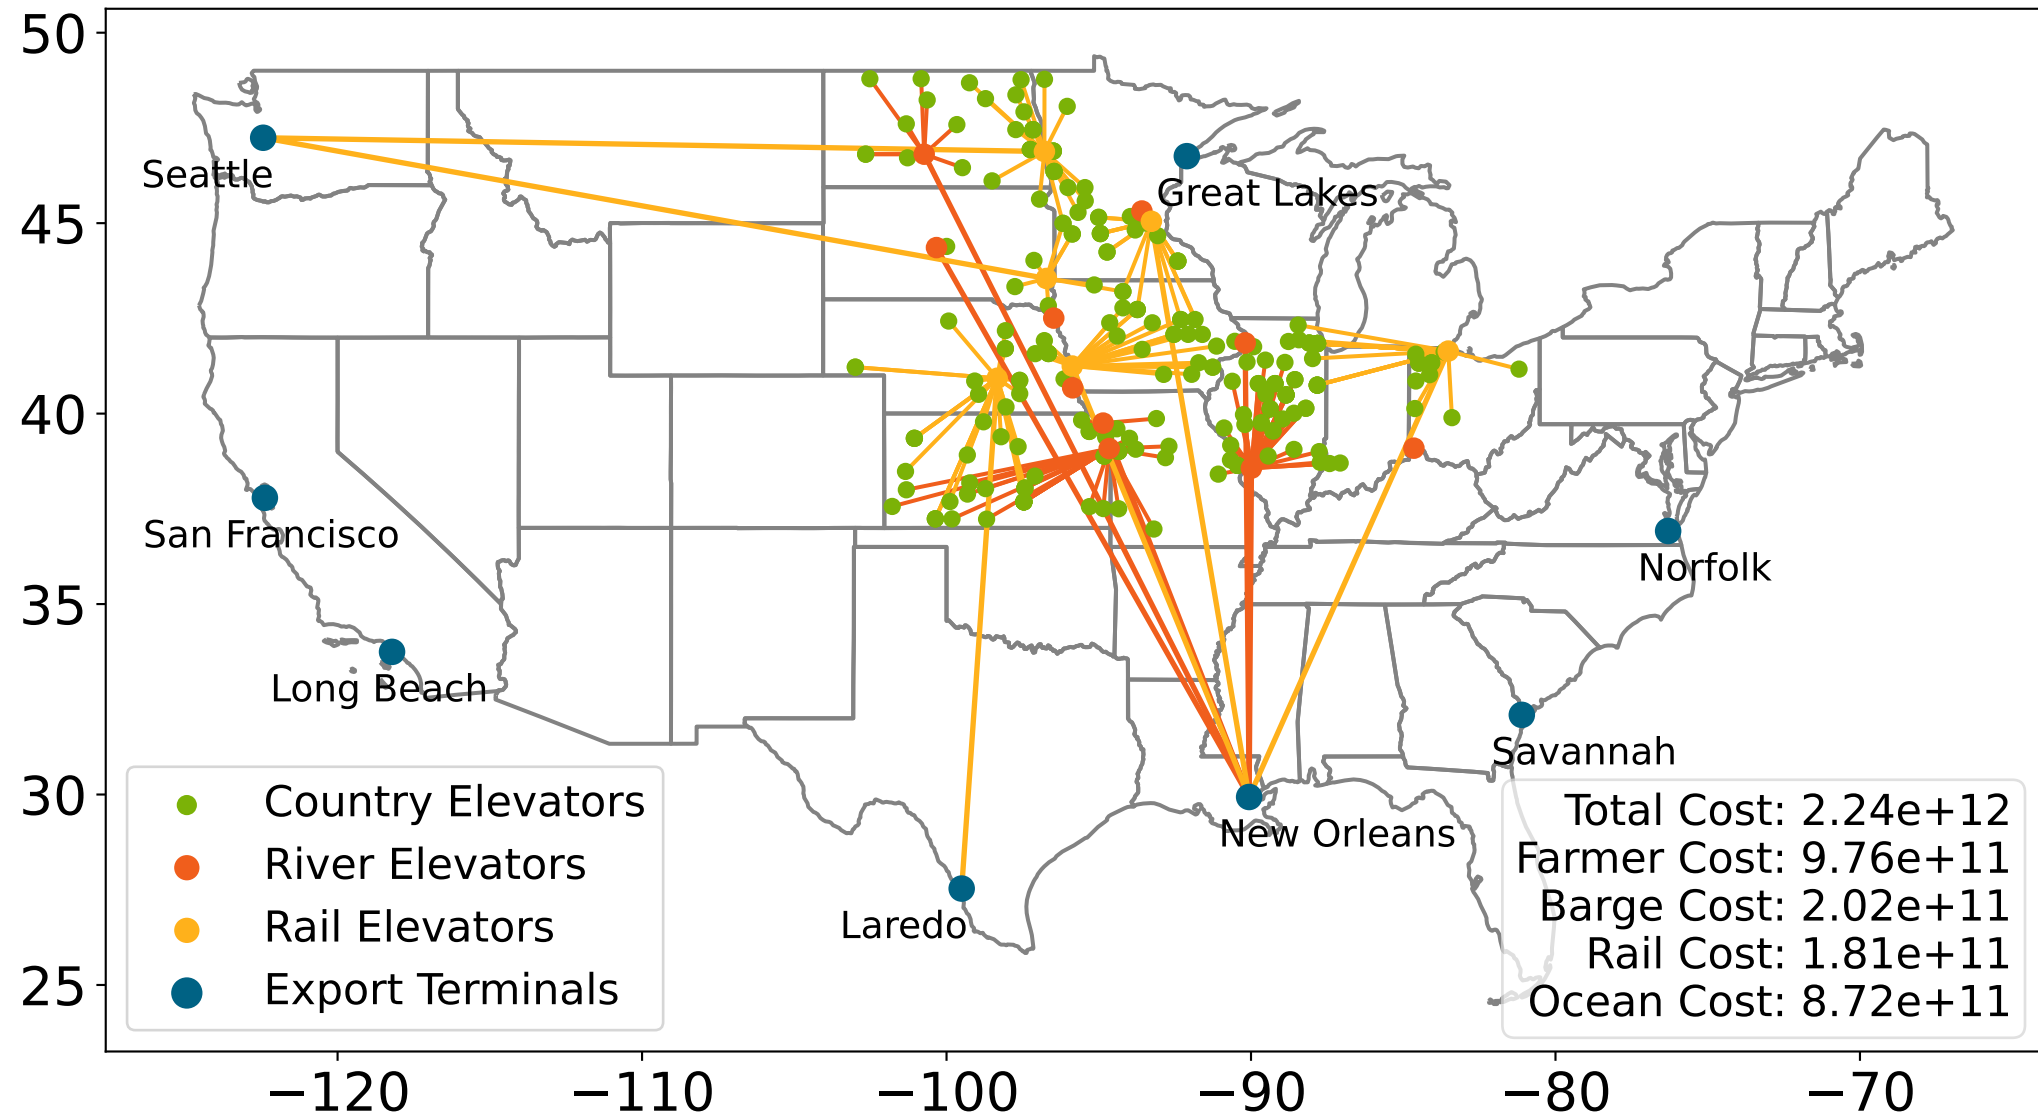 50
45
40
35
30
25
−120
−110
−100
−90
−80
−70
Seattle
Great Lakes
San Francisco
Norfolk
Long Beach
Savannah
New Orleans
Laredo
Country Elevators
River Elevators
Rail Elevators
Export Terminals
Total Cost: 2.24e+12
Farmer Cost: 9.76e+11
Barge Cost: 2.02e+11
Rail Cost: 1.81e+11
Ocean Cost: 8.72e+11